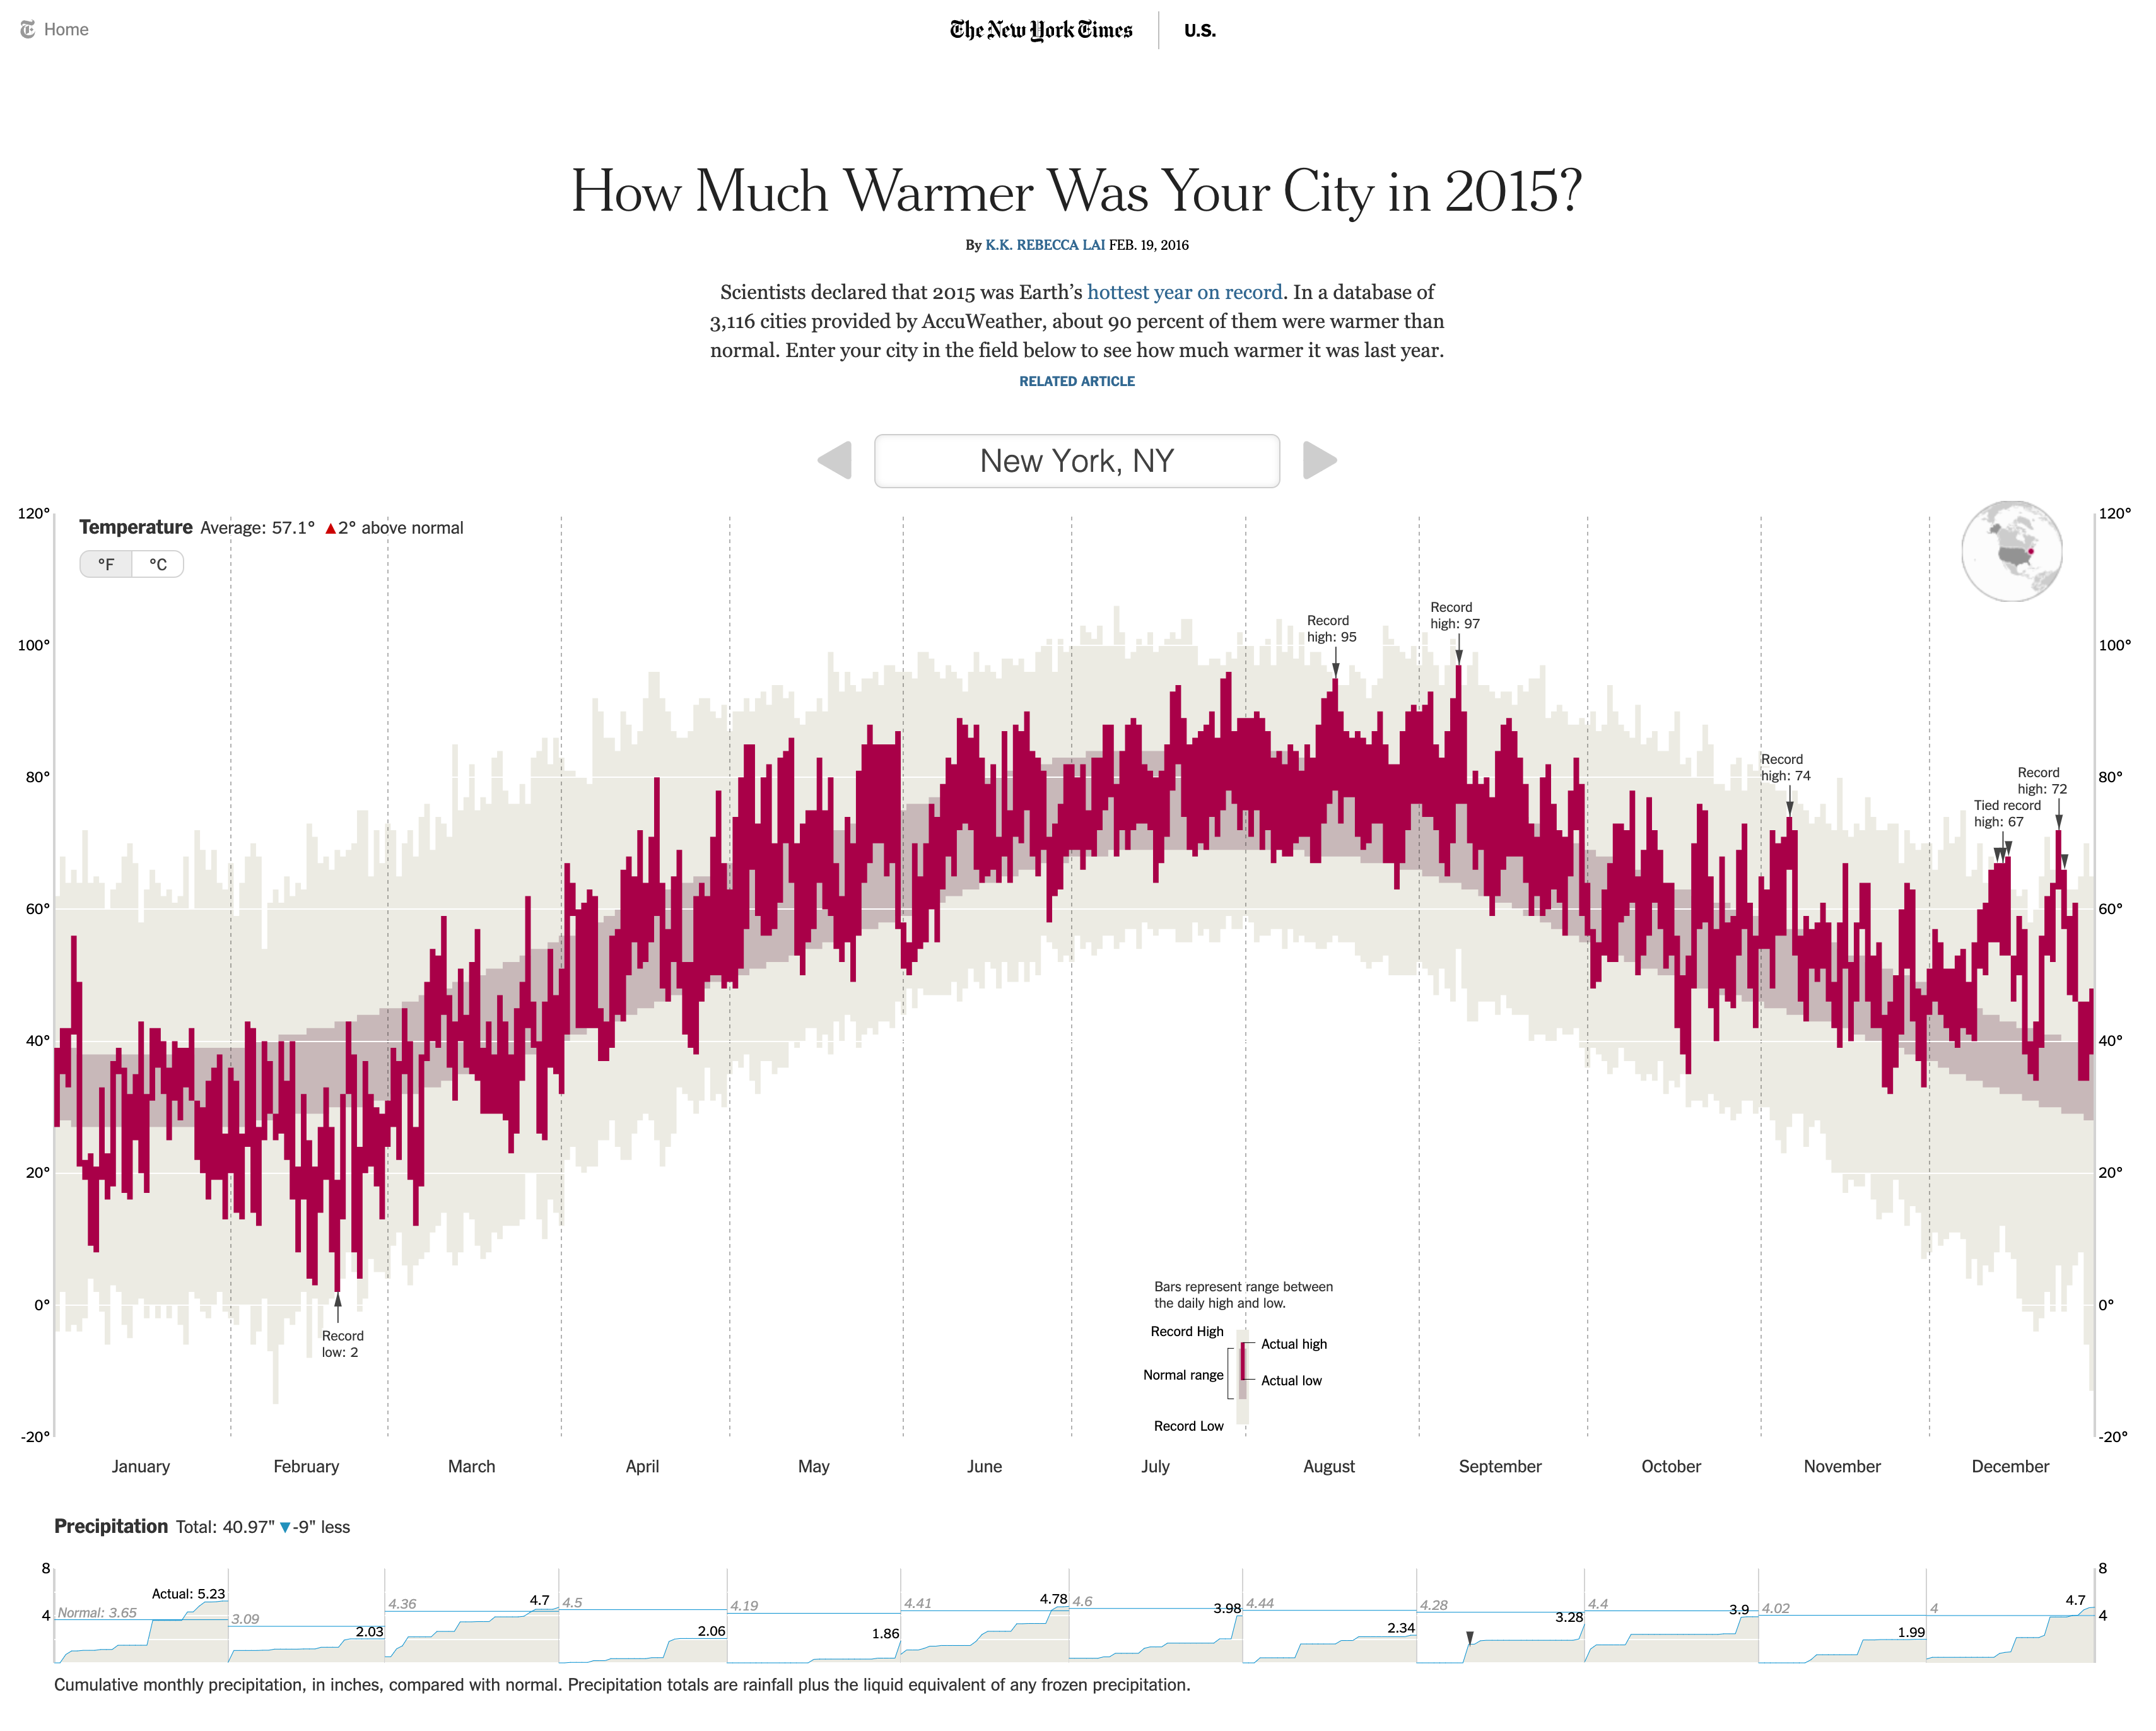 Home
The New York Times
U.S.
How Much Warmer Was Your City in 2015?
By K.K. REBECCA LAI FEB. 19, 2016
Scientists declared that 2015 was Earth’s hottest year on record. In a database of
3,116 cities provided by AccuWeather, about 90 percent of them were warmer than
normal. Enter your city in the field below to see how much warmer it was last year.
RELATED ARTICLE
New York, NY
Temperature Average: 57.1° ▲2° above normal
°F °C
120° 120°
100° 100°
80° 80°
60° 60°
40° 40°
20° 20°
0° 0°
-20° -20°
Record
low: 2
Record
high: 95
Record
high: 97
Record
high: 74
Tied record
high: 67
Record
high: 72
Bars represent range between
the daily high and low.
Record High
Actual high
Normal range
Actual low
Record Low
January February March April May June July August September October November December
Precipitation Total: 40.97" ▼-9" less
8 8
4 4
Normal: 3.65 Actual: 5.23
3.09 2.03
4.36 4.7
4.5 2.06
4.19 1.86
4.41 4.78
4.6 3.98
4.44 2.34
4.28 3.28
4.4 3.9
4.02 1.99
4 4.7
Cumulative monthly precipitation, in inches, compared with normal. Precipitation totals are rainfall plus the liquid equivalent of any frozen precipitation.